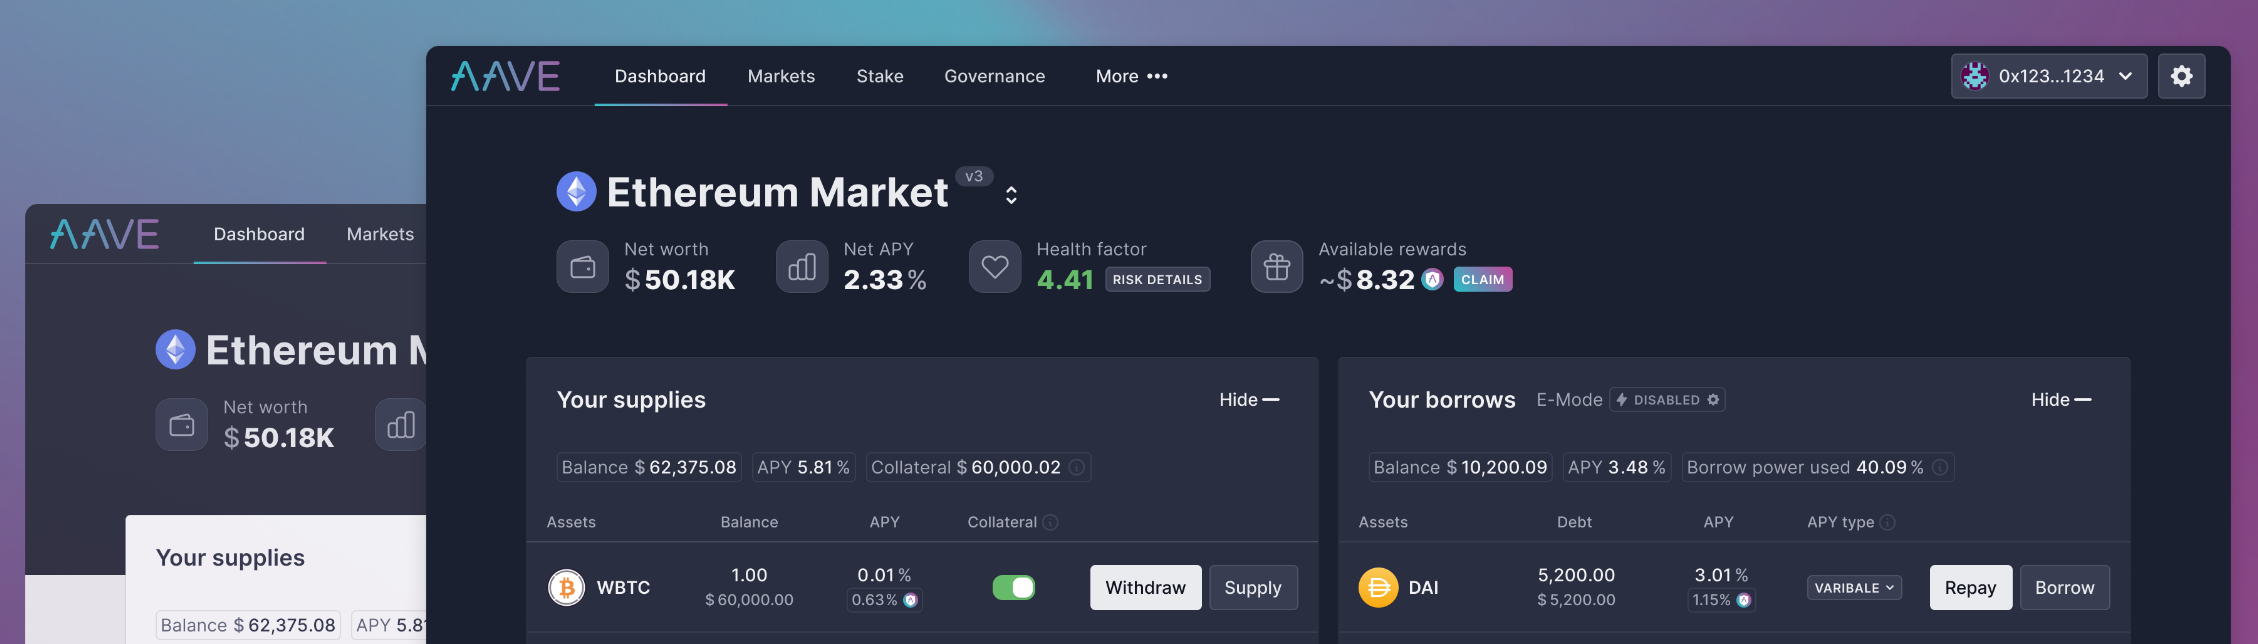 AAVE Dashboard Markets Stake Governance More 0x123...1234
Ethereum Market v3
Net worth Net APY Health factor Available rewards
$50.18K 2.33% 4.41 RISK DETAILS ~$8.32 CLAIM
Your supplies Hide
Balance $62,375.08 APY 5.81% Collateral $60,000.02
Assets Balance APY Collateral
WBTC 1.00 0.01% Withdraw Supply
$60,000.00 0.63%
Your borrows E-Mode DISABLED Hide
Balance $10,200.09 APY 3.48% Borrow power used 40.09%
Assets Debt APY APY type
DAI 5,200.00 3.01% VARIBALE Repay Borrow
$5,200.00 1.15%
AAVE Dashboard Markets
Ethereum M
Net worth
$50.18K
Your supplies
Balance $62,375.08 APY 5.8